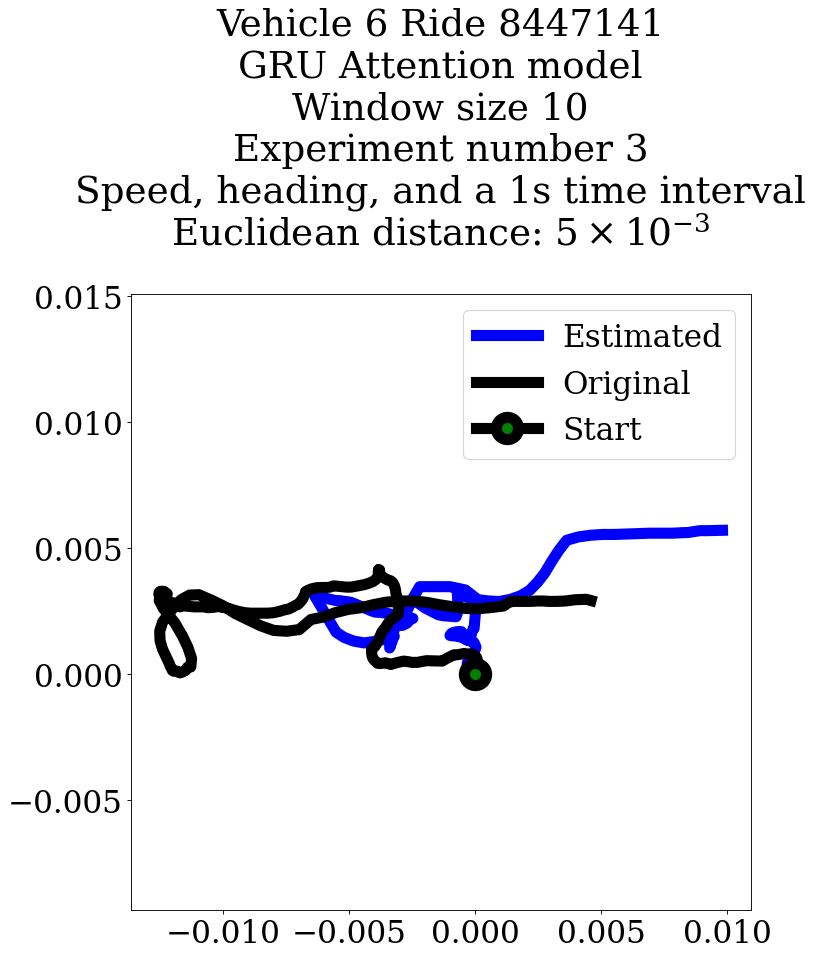 Vehicle 6 Ride 8447141
GRU Attention model
Window size 10
Experiment number 3
Speed, heading, and a 1s time interval
Euclidean distance: 5 × 10⁻³
0.015
0.010
0.005
0.000
−0.005
Estimated
Original
Start
−0.010 −0.005 0.000 0.005 0.010